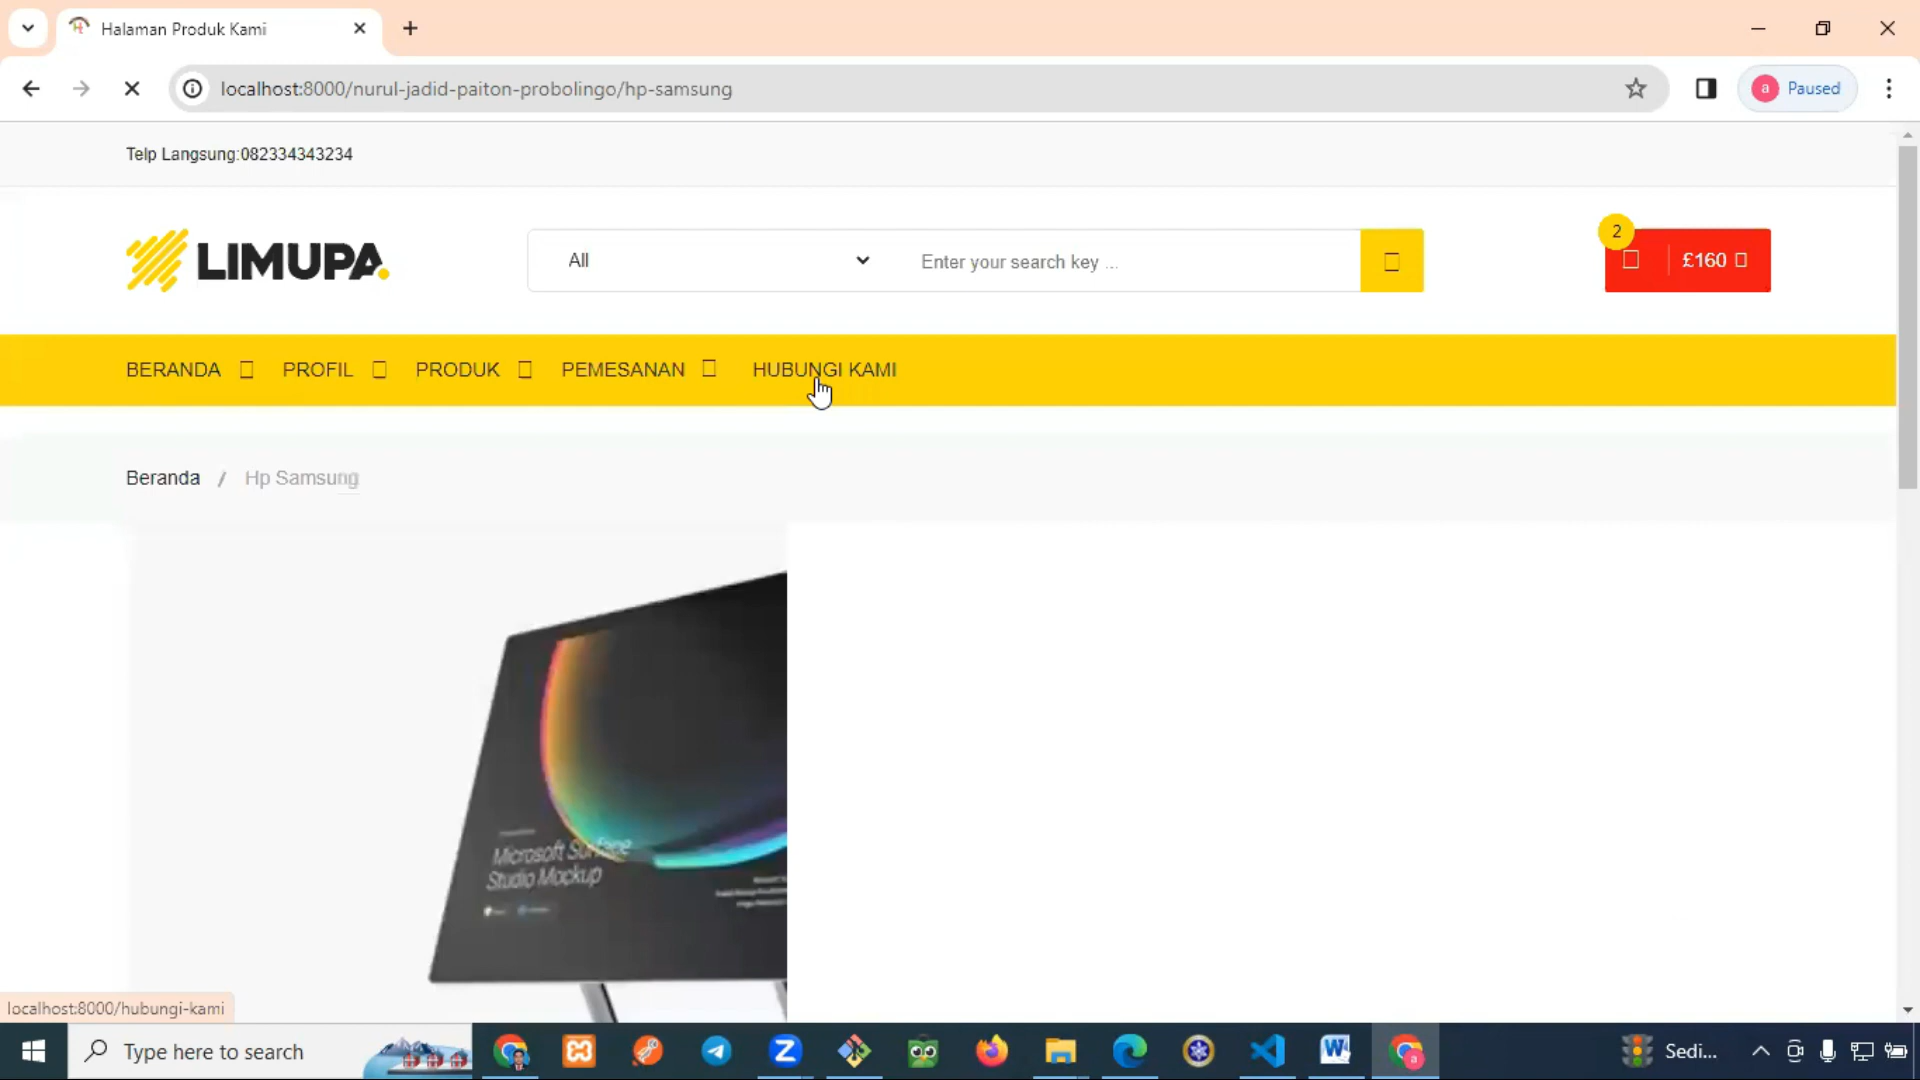 Halaman Produk Kami
localhost:8000/nurul-jadid-paiton-probolingo/hp-samsung
a Paused
Telp Langsung:082334343234
LIMUPA.
All
Enter your search key ...
2
£160
BERANDA PROFIL PRODUK PEMESANAN HUBUNGI KAMI
Beranda / Hp Samsung
Microsoft Surface
Studio Mockup
localhost:8000/hubungi-kami
Type here to search
Sedi...